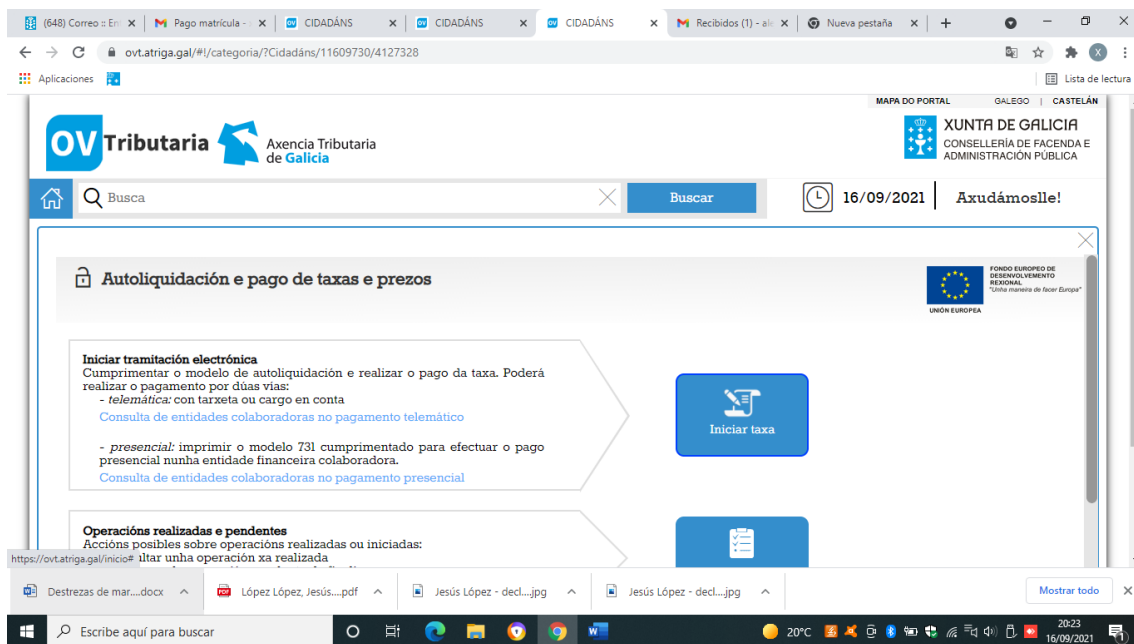 (648) Correo :: En
Pago matrícula -
CIDADÁNS
CIDADÁNS
CIDADÁNS
Recibidos (1) - ale
Nueva pestaña
ovt.atriga.gal/#!/categoria/?Cidadáns/11609730/4127328
X
Aplicaciones
Lista de lectura
MAPA DO PORTAL
GALEGO | CASTELÁN
OV Tributaria
Axencia Tributaria
de Galicia
XUNTA DE GALICIA
CONSELLERÍA DE FACENDA E
ADMINISTRACIÓN PÚBLICA
Busca
Buscar
16/09/2021
Axudámoslle!
Autoliquidación e pago de taxas e prezos
FONDO EUROPEO DE
DESENVOLVEMENTO
REXIONAL
"Unha maneira de facer Europa"
UNIÓN EUROPEA
Iniciar tramitación electrónica
Cumprimentar o modelo de autoliquidación e realizar o pago da taxa. Poderá
realizar o pagamento por dúas vias:
- telemática: con tarxeta ou cargo en conta
Consulta de entidades colaboradoras no pagamento telemático
- presencial: imprimir o modelo 731 cumprimentado para efectuar o pago
presencial nunha entidade financeira colaboradora.
Consulta de entidades colaboradoras no pagamento presencial
Iniciar taxa
Operacións realizadas e pendentes
Accións posibles sobre operacións realizadas ou iniciadas:
ultar unha operación xa realizada
https://ovt.atriga.gal/inicio#
Destrezas de mar....docx
López López, Jesús....pdf
Jesús López - decl....jpg
Jesús López - decl....jpg
Mostrar todo
Escribe aquí para buscar
20°C
20:23
16/09/2021
1